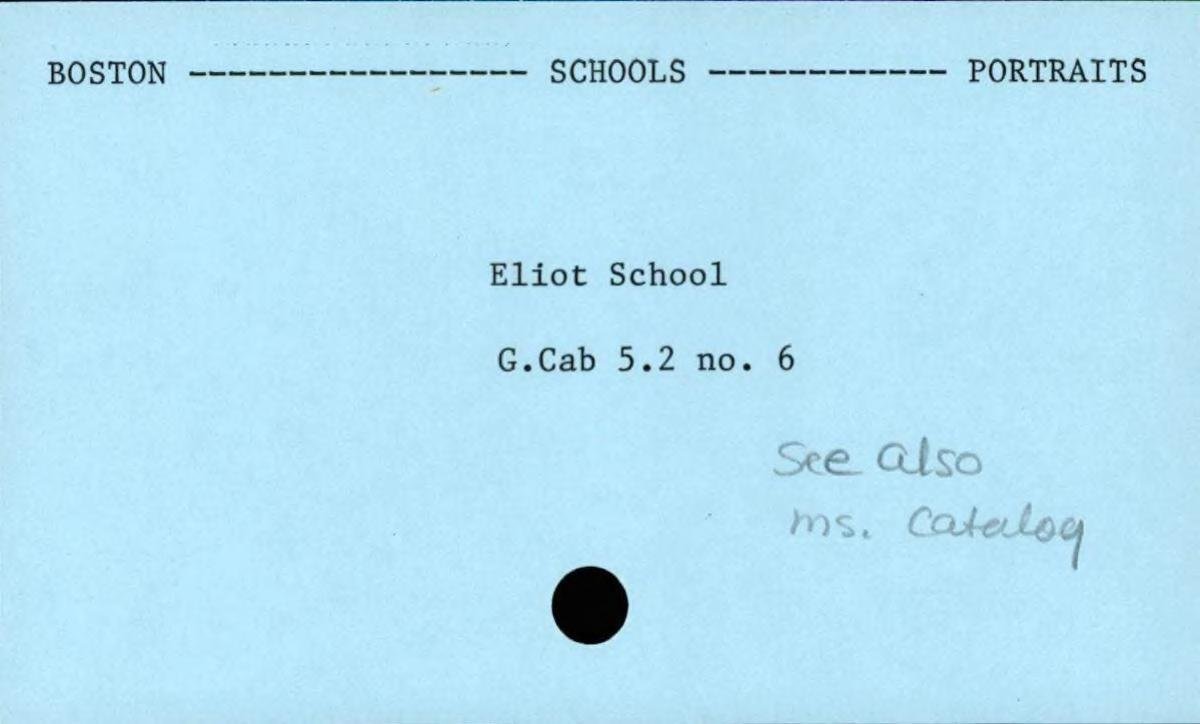 BOSTON ----------------- SCHOOLS ------------ PORTRAITS
Eliot School
G.Cab 5.2 no. 6
See also
ms. catalog